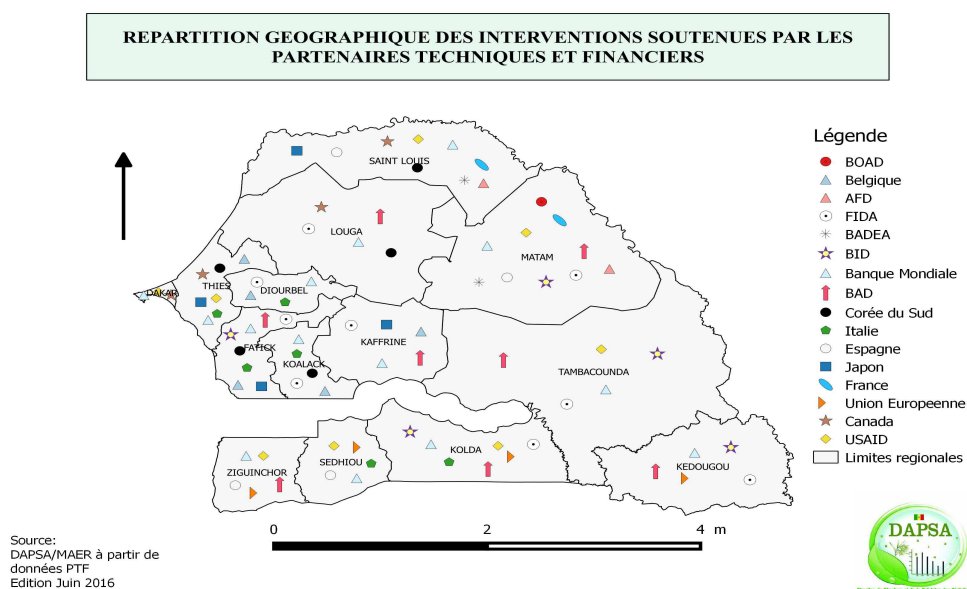 REPARTITION GEOGRAPHIQUE DES INTERVENTIONS SOUTENUES PAR LES
PARTENAIRES TECHNIQUES ET FINANCIERS
SAINT LOUIS
LOUGA
MATAM
DAKAR
THIES
DIOURBEL
FATICK
KOALACK
KAFFRINE
TAMBACOUNDA
ZIGUINCHOR
SEDHIOU
KOLDA
KEDOUGOU
Légende
BOAD
Belgique
AFD
FIDA
BADEA
BID
Banque Mondiale
BAD
Corée du Sud
Italie
Espagne
Japon
France
Union Europeenne
Canada
USAID
Limites regionales
0 2 4 m
Source:
DAPSA/MAER à partir de
données PTF
Edition Juin 2016
DAPSA